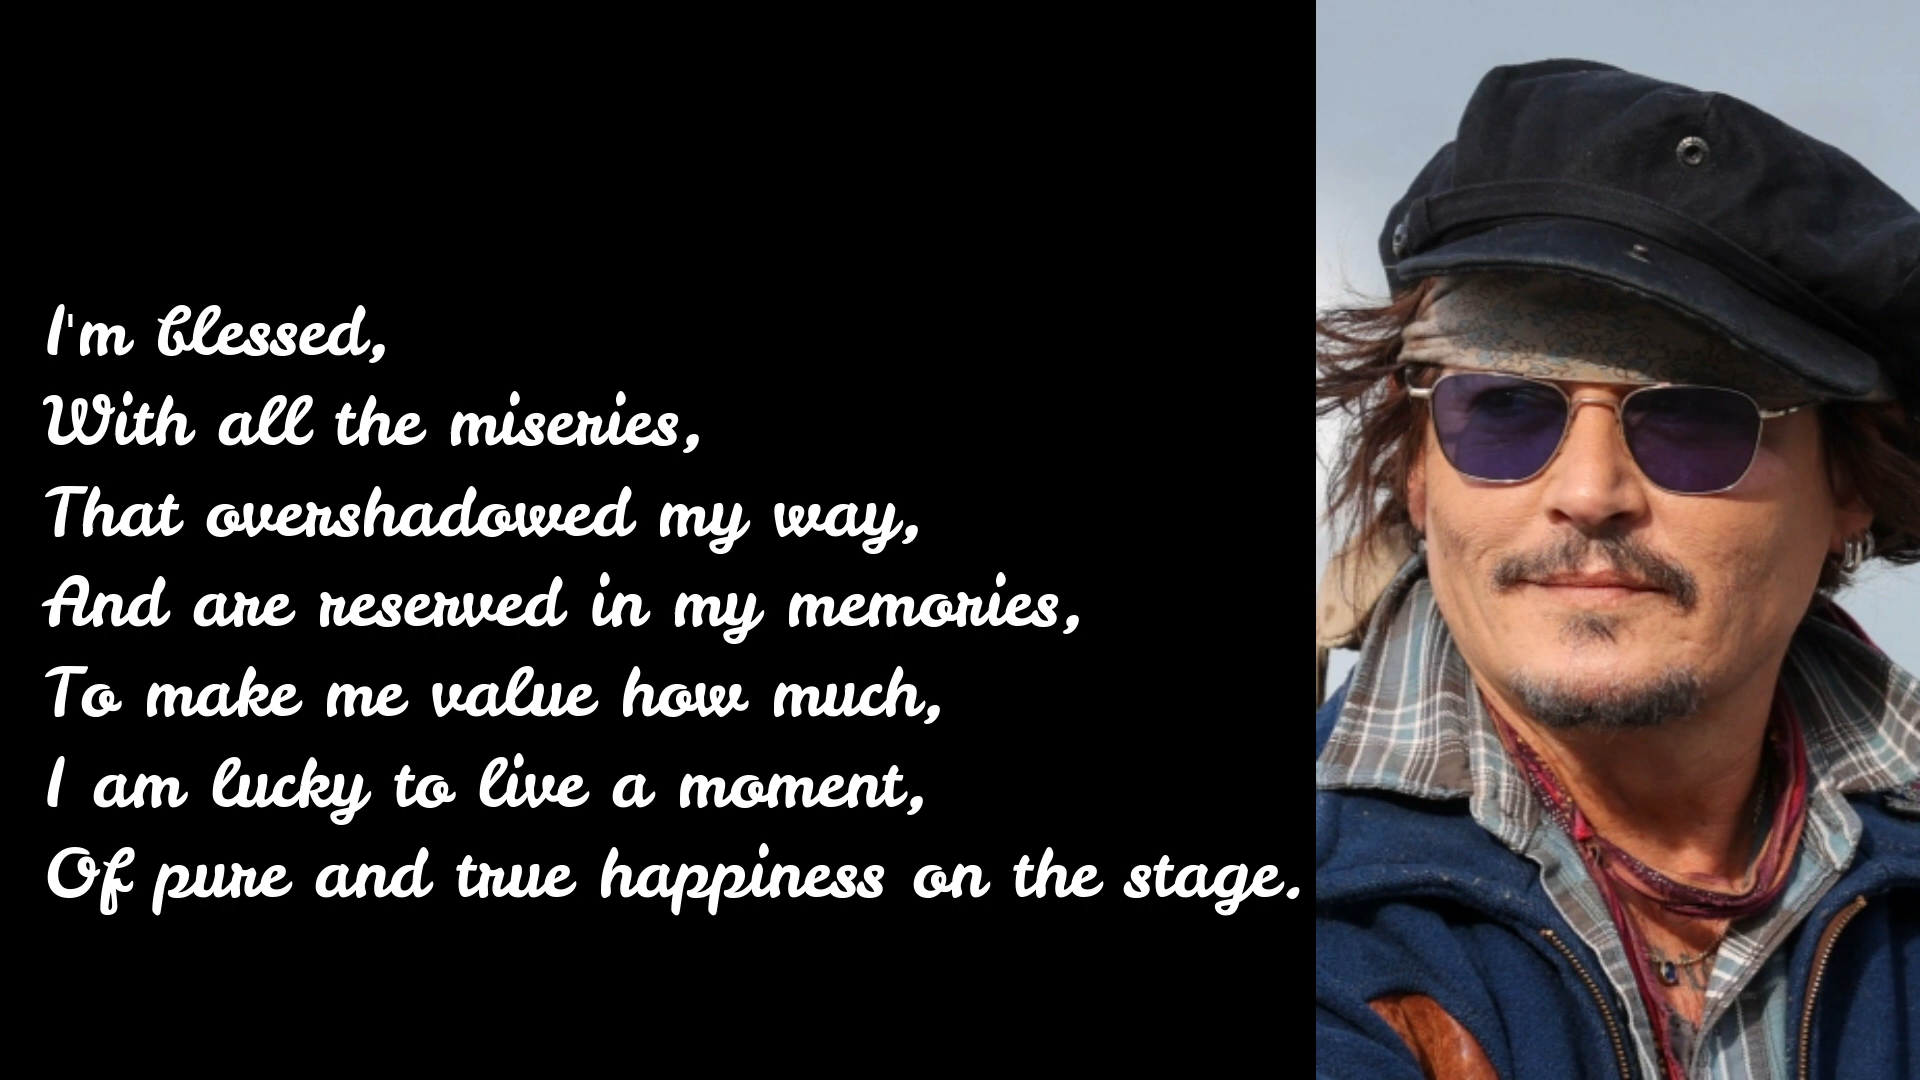 I'm blessed,
With all the miseries,
That overshadowed my way,
And are reserved in my memories,
To make me value how much,
I am lucky to live a moment,
Of pure and true happiness on the stage.